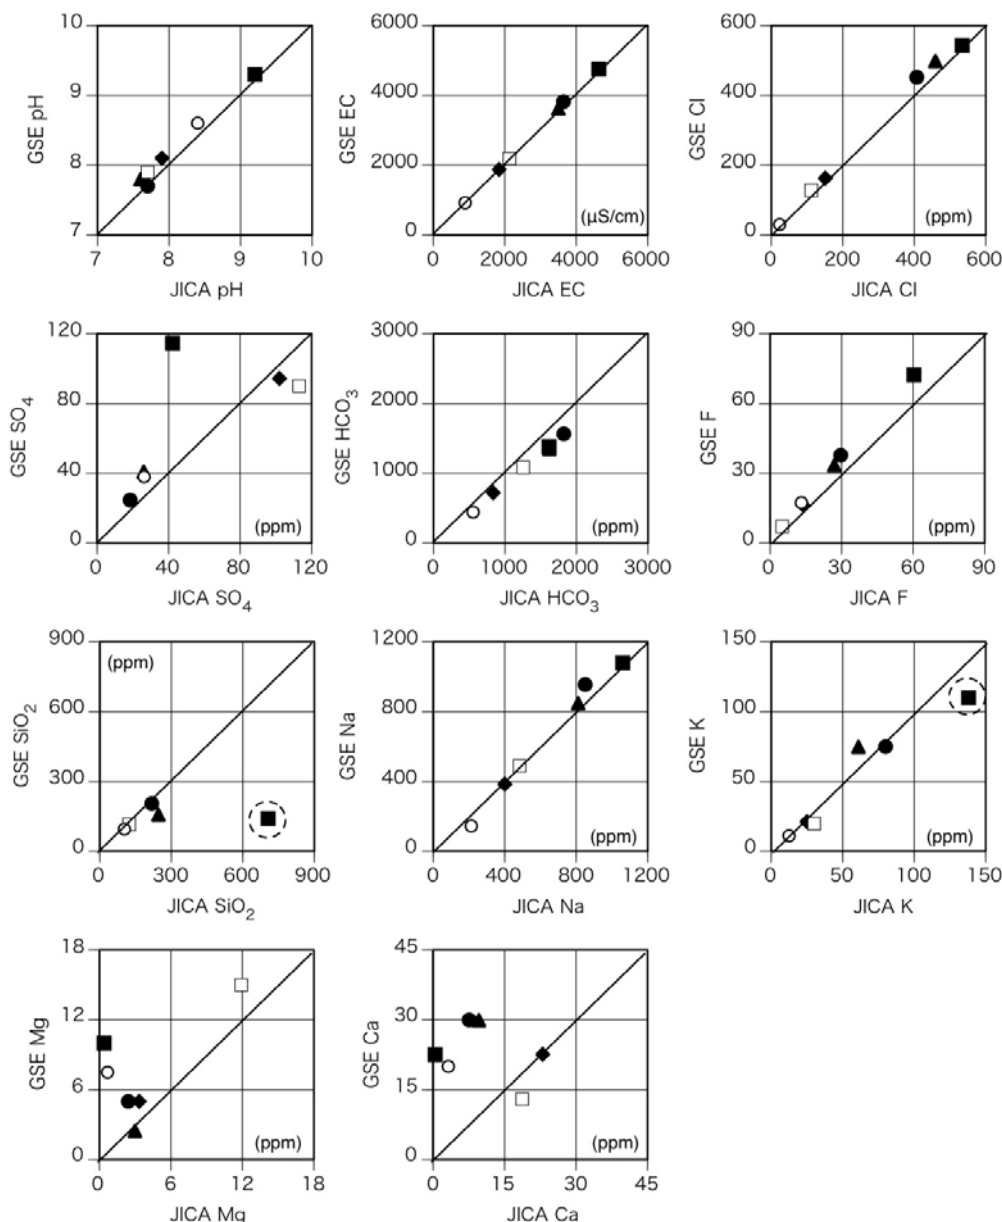 10
9
8
7
7 8 9 10
GSE pH
JICA pH
6000
4000
2000
0
0 2000 4000 6000
GSE EC
(µS/cm)
JICA EC
600
400
200
0
0 200 400 600
GSE Cl
(ppm)
JICA Cl
120
80
40
0
0 40 80 120
GSE SO4
(ppm)
JICA SO4
3000
2000
1000
0
0 1000 2000 3000
GSE HCO3
(ppm)
JICA HCO3
90
60
30
0
0 30 60 90
GSE F
(ppm)
JICA F
900
600
300
0
0 300 600 900
GSE SiO2
(ppm)
JICA SiO2
1200
800
400
0
0 400 800 1200
GSE Na
(ppm)
JICA Na
150
100
50
0
0 50 100 150
GSE K
(ppm)
JICA K
18
12
6
0
0 6 12 18
GSE Mg
(ppm)
JICA Mg
45
30
15
0
0 15 30 45
GSE Ca
(ppm)
JICA Ca